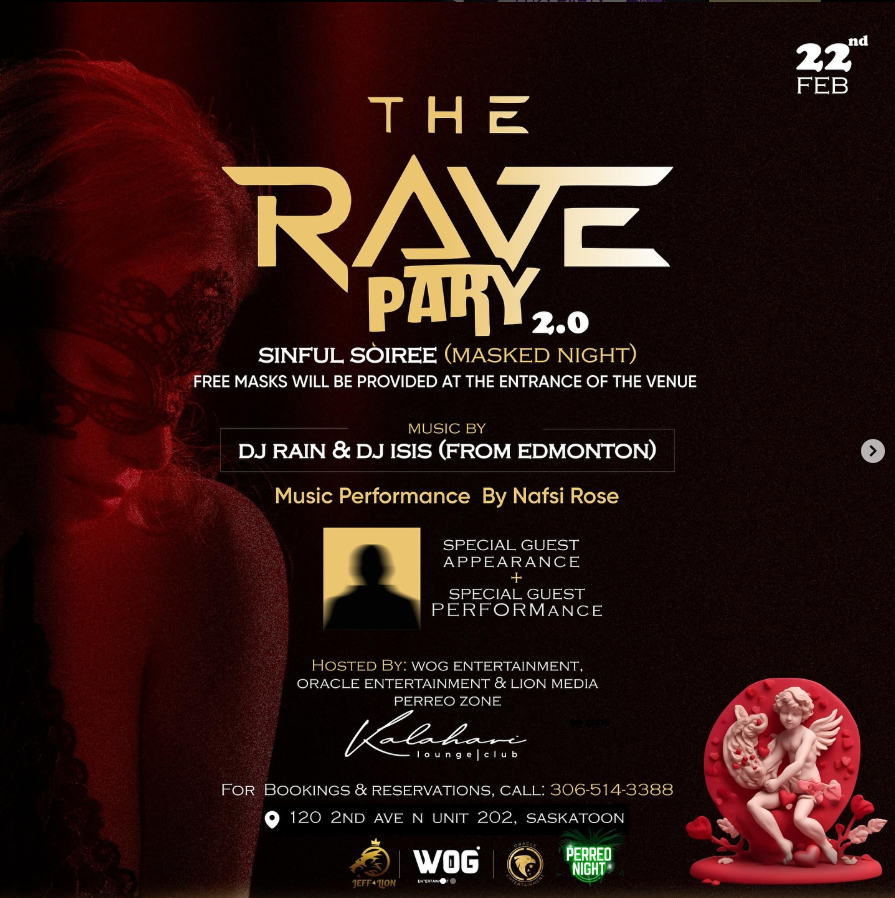 22nd
FEB
THE
RAVE
PARY
2.0
SINFUL SÒIREE (MASKED NIGHT)
FREE MASKS WILL BE PROVIDED AT THE ENTRANCE OF THE VENUE
MUSIC BY
DJ RAIN & DJ ISIS (FROM EDMONTON)
Music Performance By Nafsi Rose
SPECIAL GUEST
APPEARANCE
+
SPECIAL GUEST
PERFORMANCE
HOSTED BY: WOG ENTERTAINMENT,
ORACLE ENTERTAINMENT & LION MEDIA
PERREO ZONE
Kalahari
lounge|club
FOR BOOKINGS & RESERVATIONS, CALL: 306-514-3388
120 2ND AVE N UNIT 202, SASKATOON
JEFF LION
WOG
ORACLE
ENTERTAINMENT
PERREO
NIGHT